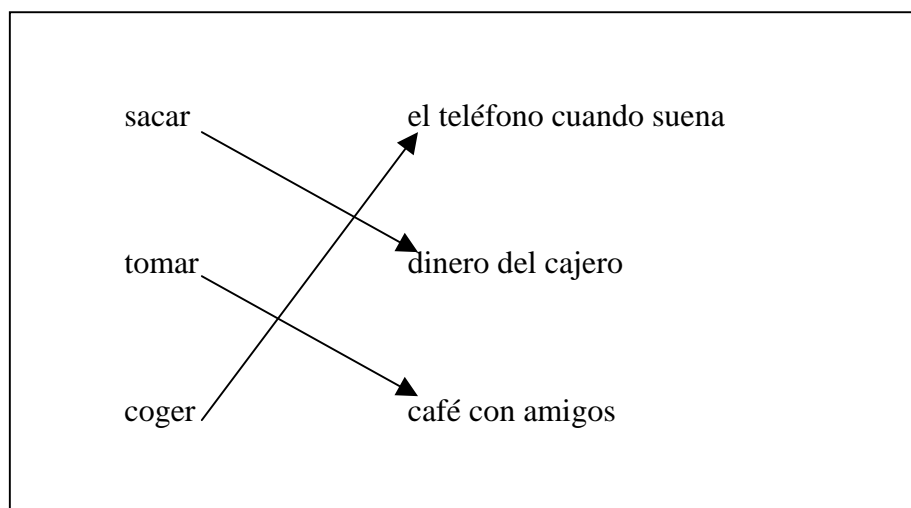 sacar el teléfono cuando suena
tomar dinero del cajero
coger café con amigos